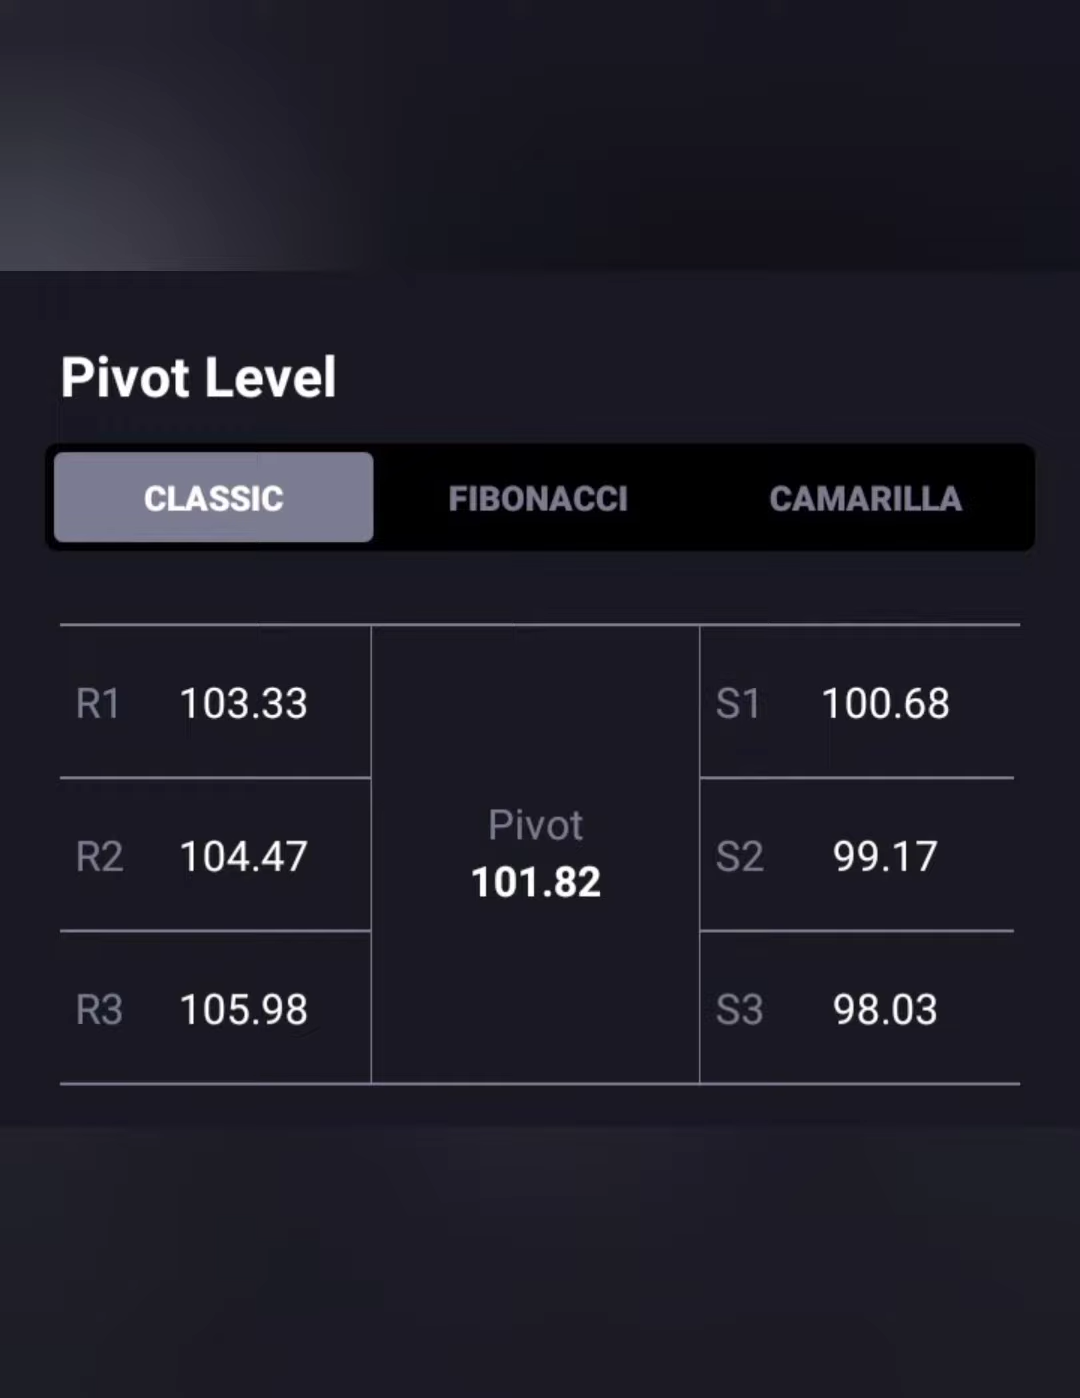 Pivot Level
CLASSIC FIBONACCI CAMARILLA
R1 103.33
R2 104.47
R3 105.98
Pivot
101.82
S1 100.68
S2 99.17
S3 98.03